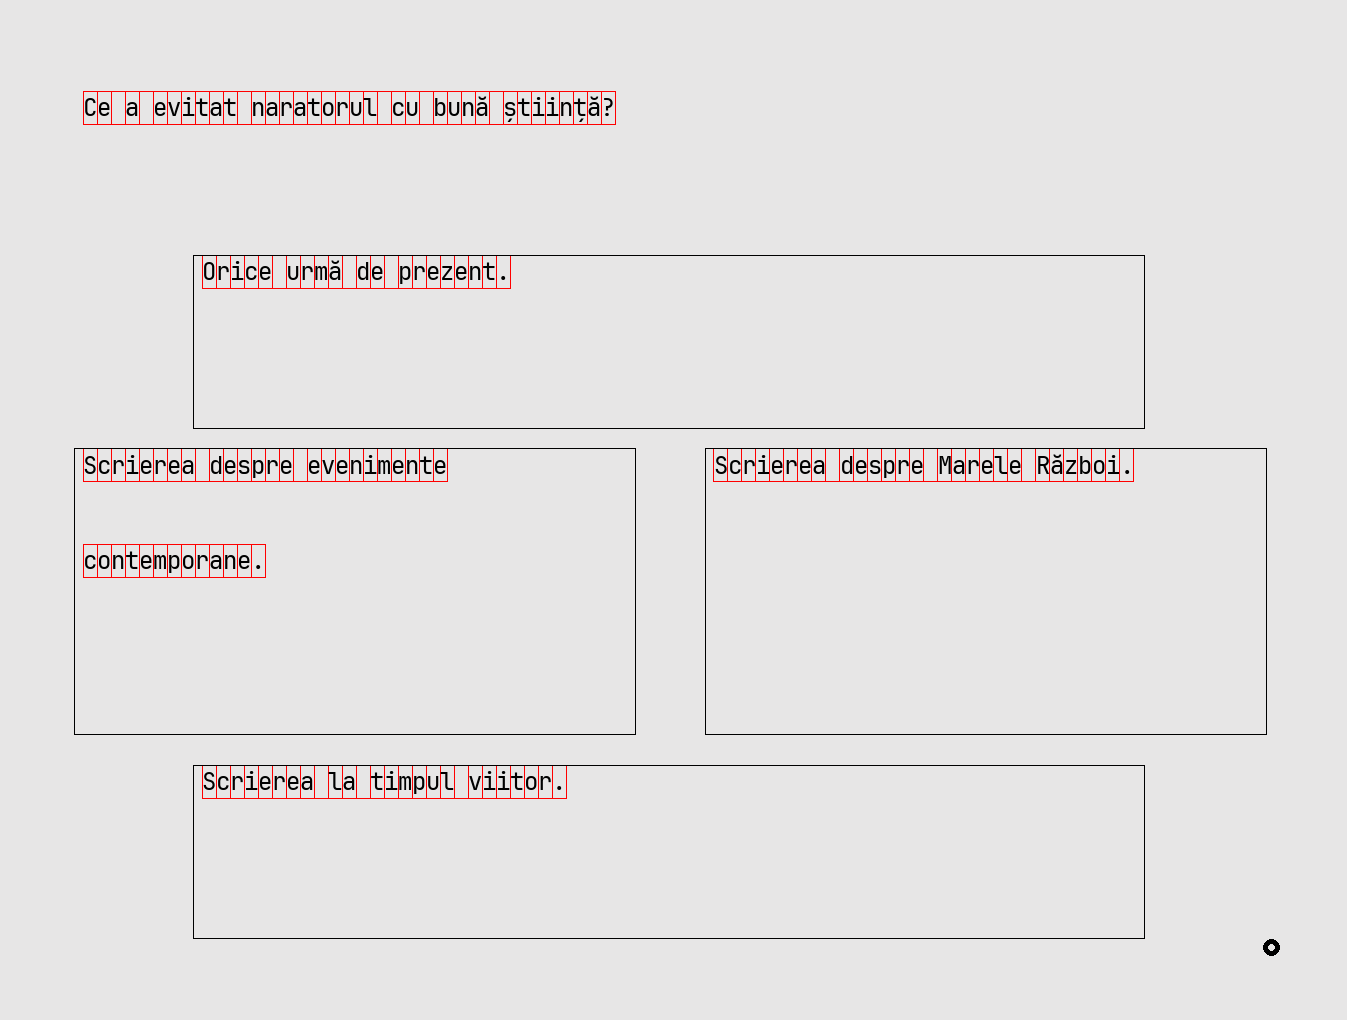 Ce a evitat naratorul cu bună știință?
Orice urmă de prezent.
Scrierea despre evenimente
contemporane.
Scrierea despre Marele Război.
Scrierea la timpul viitor.